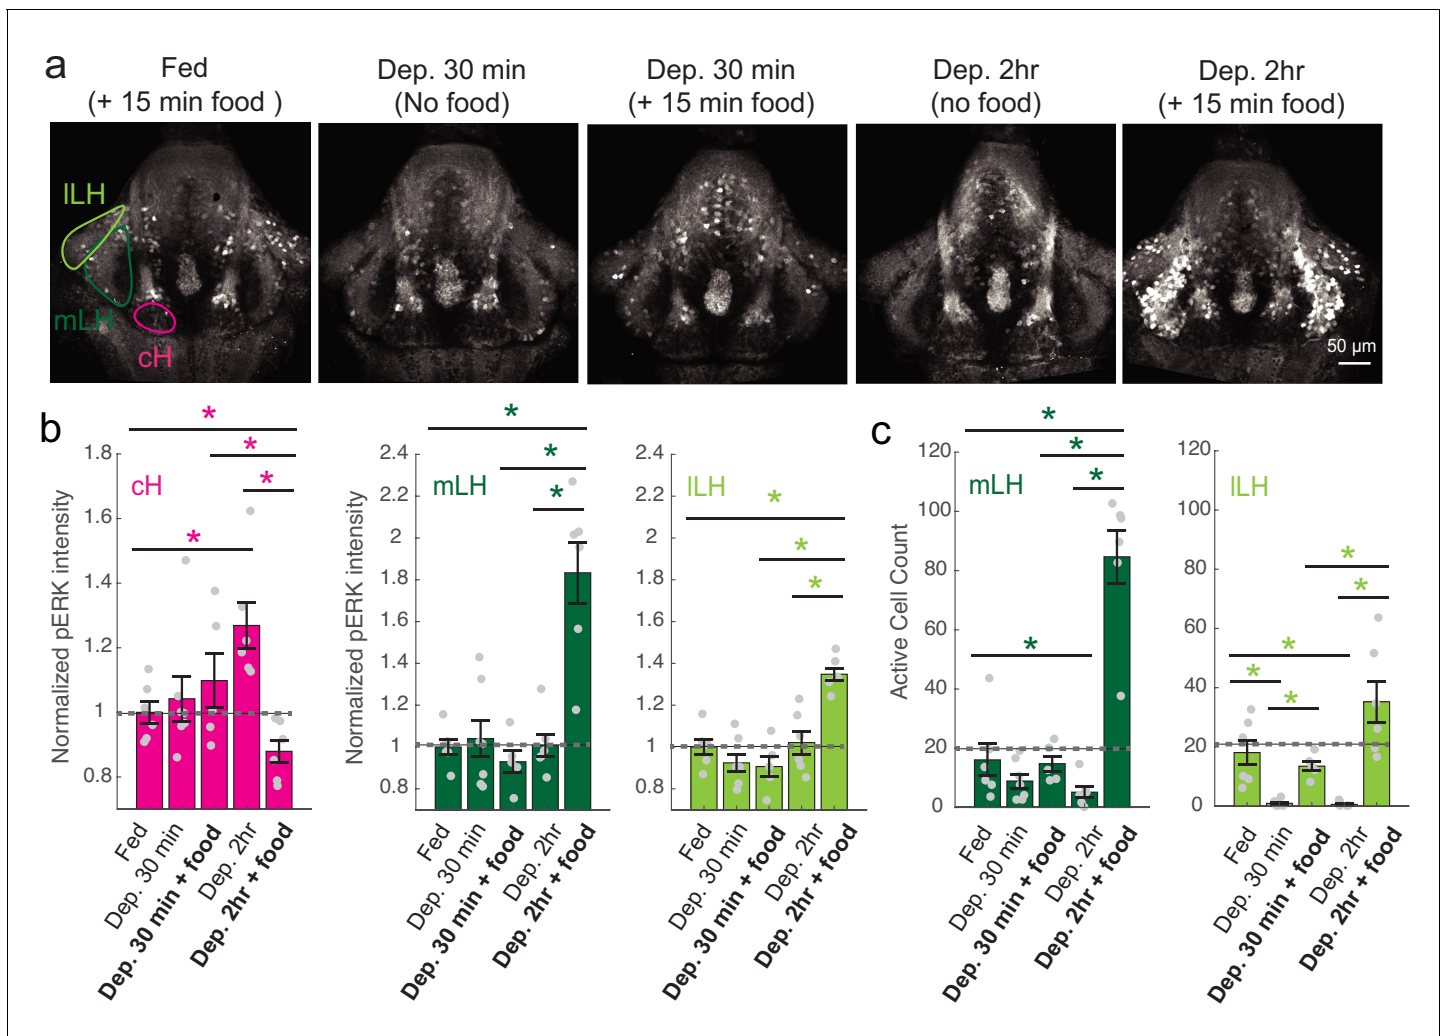 a
Fed
(+ 15 min food )
Dep. 30 min
(No food)
Dep. 30 min
(+ 15 min food)
Dep. 2hr
(no food)
Dep. 2hr
(+ 15 min food)
lLH
mLH
cH
50 µm
b
Normalized pERK intensity
1.8
1.6
1.4
1.2
1
0.8
cH
*
*
*
*
Fed
Dep. 30 min
Dep. 30 min + food
Dep. 2hr
Dep. 2hr + food
Normalized pERK intensity
2.4
2.2
2
1.8
1.6
1.4
1.2
1
0.8
mLH
*
*
*
Fed
Dep. 30 min
Dep. 30 min + food
Dep. 2hr
Dep. 2hr + food
2.4
2.2
2
1.8
1.6
1.4
1.2
1
0.8
lLH
*
*
*
Fed
Dep. 30 min
Dep. 30 min + food
Dep. 2hr
Dep. 2hr + food
c
Active Cell Count
120
100
80
60
40
20
0
mLH
*
*
*
*
Fed
Dep. 30 min
Dep. 30 min + food
Dep. 2hr
Dep. 2hr + food
120
100
80
60
40
20
0
lLH
*
*
*
*
*
Fed
Dep. 30 min
Dep. 30 min + food
Dep. 2hr
Dep. 2hr + food